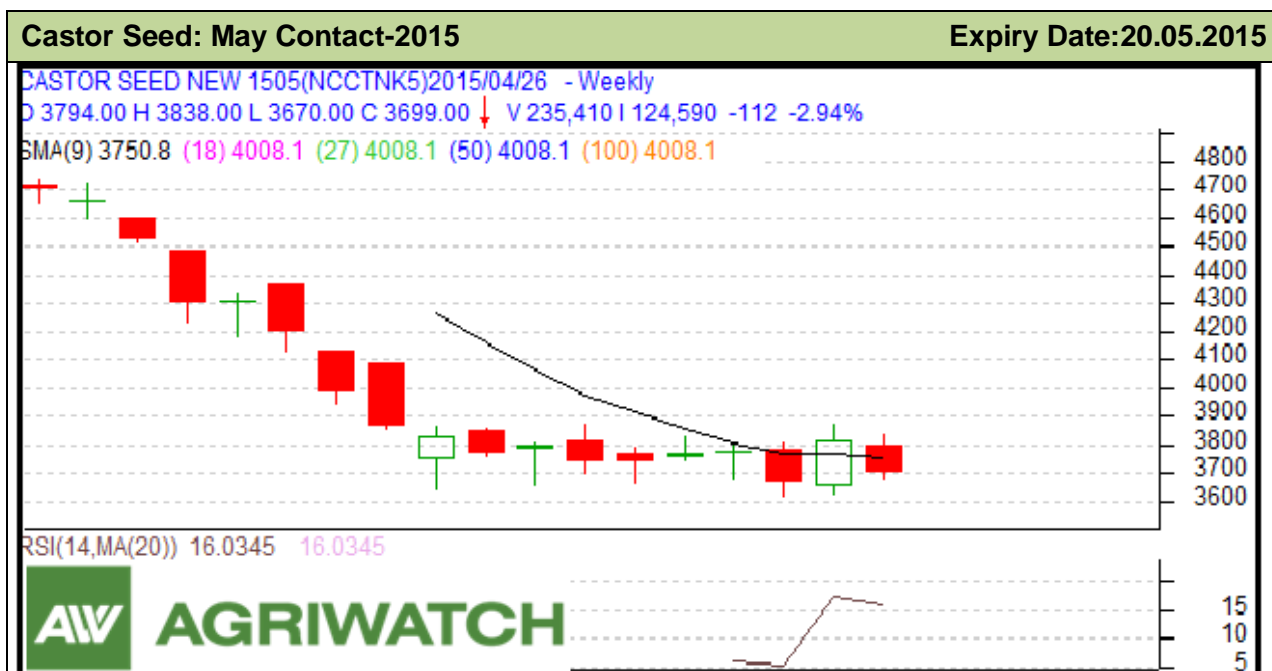 Castor Seed: May Contact-2015 Expiry Date:20.05.2015
CASTOR SEED NEW 1505(NCCTNK5)2015/04/26 - Weekly
O 3794.00 H 3838.00 L 3670.00 C 3699.00 V 235,410 I 124,590 -112 -2.94%
SMA(9) 3750.8 (18) 4008.1 (27) 4008.1 (50) 4008.1 (100) 4008.1
4800
4700
4600
4500
4400
4300
4200
4100
4000
3900
3800
3700
3600
RSI(14,MA(20)) 16.0345 16.0345
AW AGRIWATCH
15
10
5